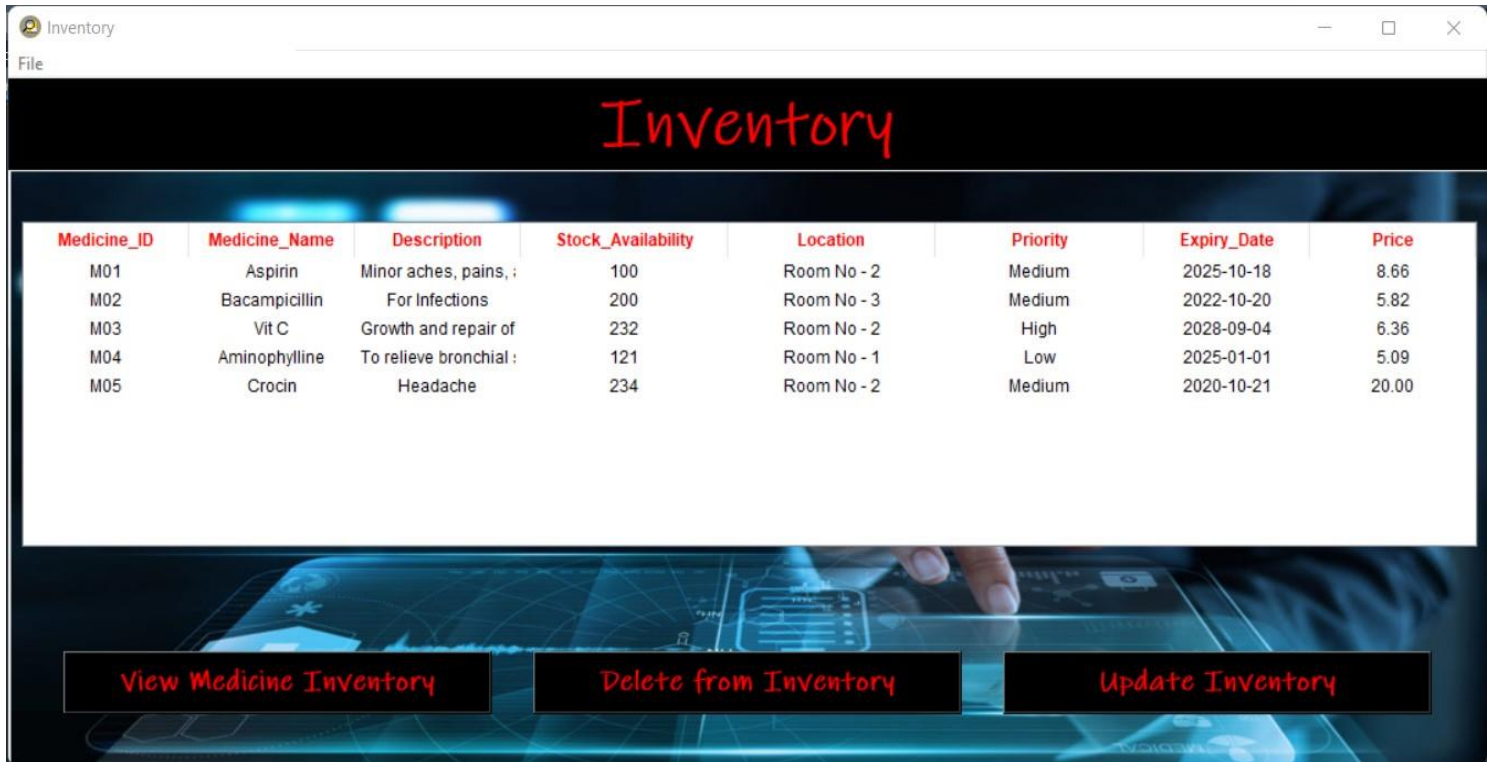 Inventory
File
Inventory
Medicine_ID Medicine_Name Description Stock_Availability Location Priority Expiry_Date Price
M01 Aspirin Minor aches, pains, 100 Room No - 2 Medium 2025-10-18 8.66
M02 Bacampicillin For Infections 200 Room No - 3 Medium 2022-10-20 5.82
M03 Vit C Growth and repair of 232 Room No - 2 High 2028-09-04 6.36
M04 Aminophylline To relieve bronchial 121 Room No - 1 Low 2025-01-01 5.09
M05 Crocin Headache 234 Room No - 2 Medium 2020-10-21 20.00
View Medicine Inventory Delete from Inventory Update Inventory